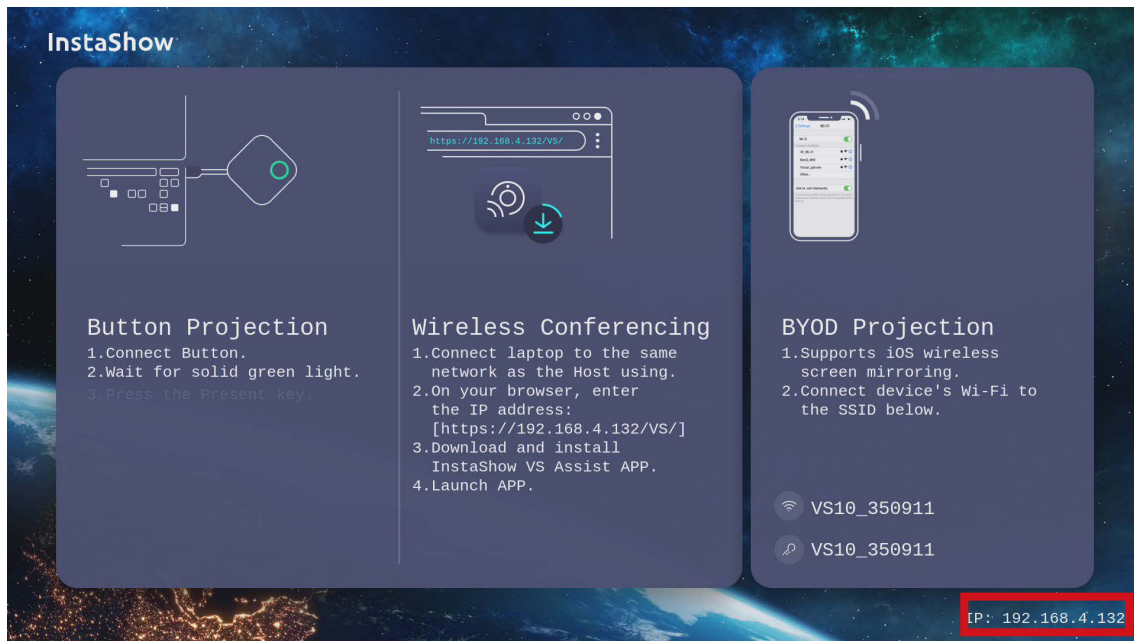 InstaShow
https://192.168.4.132/VS/
Button Projection
1.Connect Button.
2.Wait for solid green light.
3.Press the Present key.
Wireless Conferencing
1.Connect laptop to the same
network as the Host using.
2.On your browser, enter
the IP address:
[https://192.168.4.132/VS/]
3.Download and install
InstaShow VS Assist APP.
4.Launch APP.
BYOD Projection
1.Supports iOS wireless
screen mirroring.
2.Connect device's Wi-Fi to
the SSID below.
VS10_350911
VS10_350911
IP: 192.168.4.132